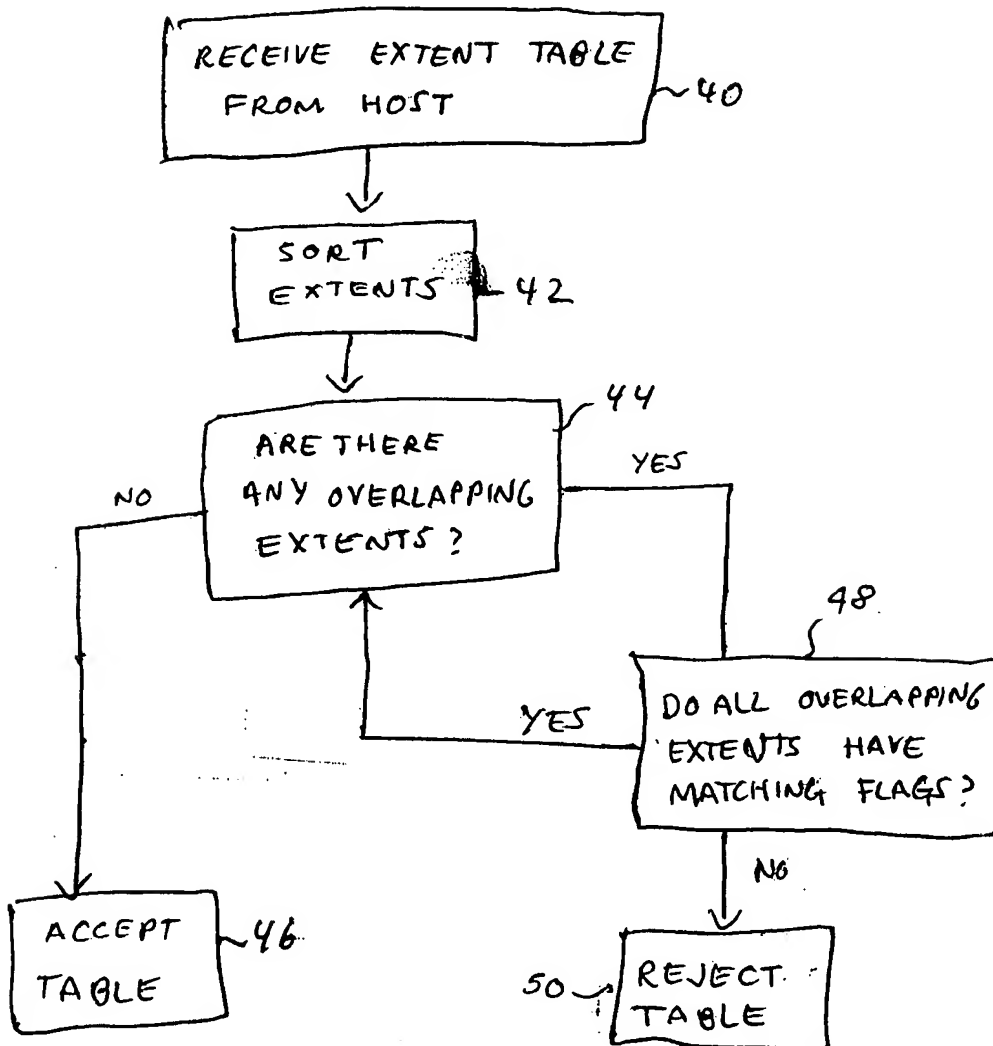 RECEIVE EXTENT TABLE
FROM HOST
40
SORT
EXTENTS
42
44
ARE THERE
ANY OVERLAPPING
EXTENTS?
NO
YES
48
DO ALL OVERLAPPING
EXTENTS HAVE
MATCHING FLAGS?
YES
NO
ACCEPT
TABLE
46
50
REJECT
TABLE